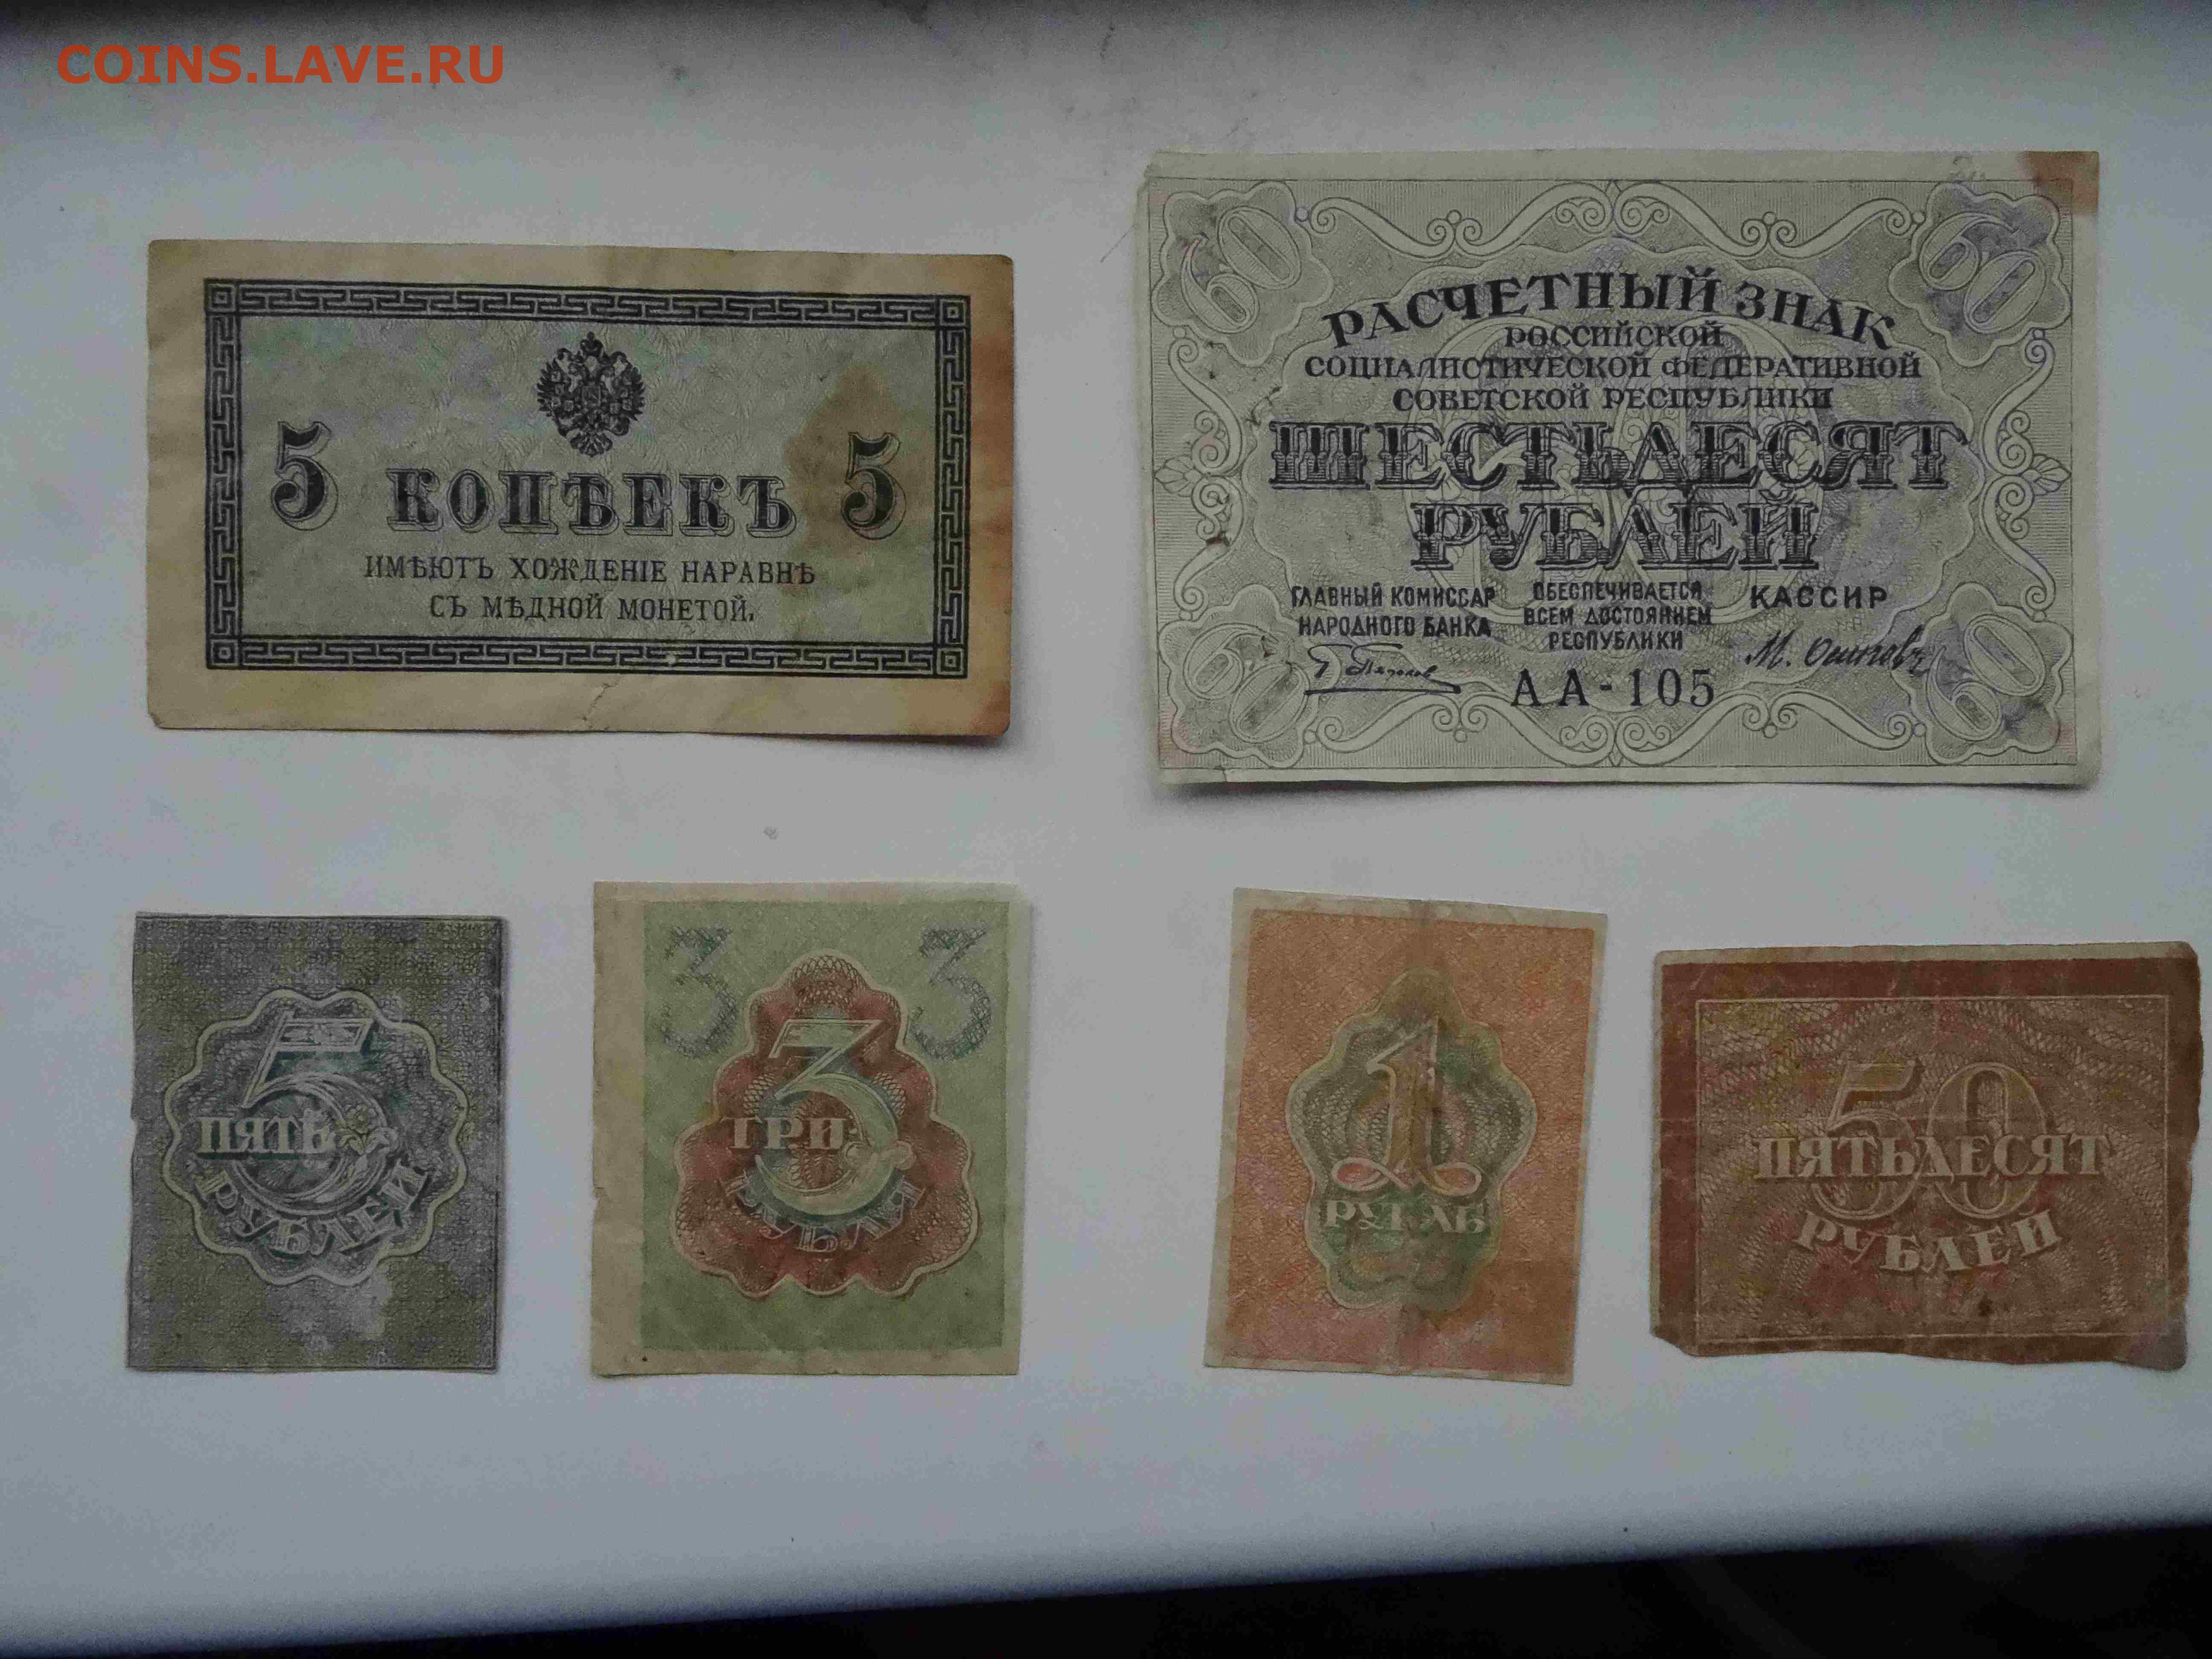 COINS.LAVE.RU
5 КОПѢЕКЪ 5
ИМѢЮТЪ ХОЖДЕНІЕ НАРАВНѢ
СЪ МѢДНОЙ МОНЕТОЙ.
60 60
РАСЧЕТНЫЙ ЗНАК
РОССИЙСКОЙ
СОЦИАЛИСТИЧЕСКОЙ ФЕДЕРАТИВНОЙ
СОВЕТСКОЙ РЕСПУБЛИКИ
60
ШЕСТЬДЕСЯТ
РУБЛЕЙ
ГЛАВНЫЙ КОМИССАР
НАРОДНОГО БАНКА
ОБЕСПЕЧИВАЕТСЯ
ВСЕМ ДОСТОЯНИЕМ
РЕСПУБЛИКИ
КАССИР
М. Осиповъ
АА-105
60 60
5
ПЯТЬ
РУБЛЕЙ
3 3
3
ТРИ
РУБЛЯ
1
РУБЛЬ
50
ПЯТЬДЕСЯТ
РУБЛЕЙ